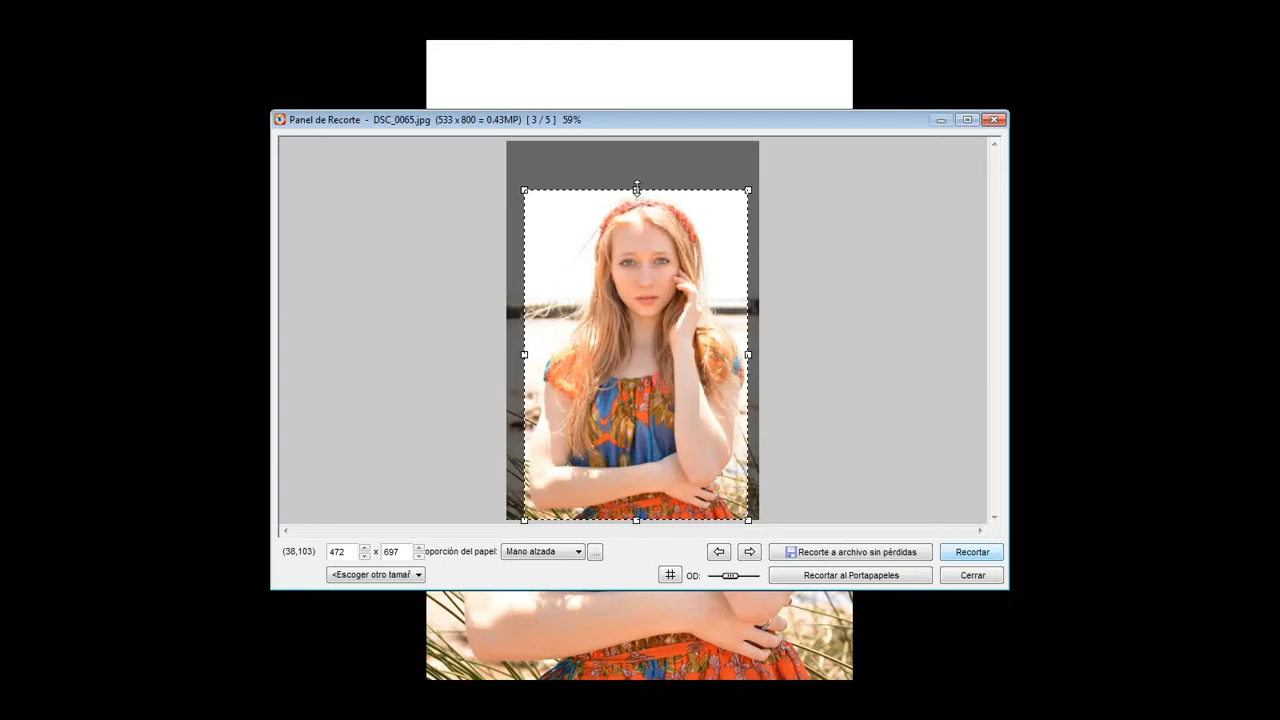 Panel de Recorte - DSC_0065.jpg (533 x 800 = 0.43MP) [ 3 / 5 ] 59%
(38,103) 472 x 697 oporción del papel: Mano alzada ... Recorte a archivo sin pérdidas Recortar
<Escoger otro tamaí OD: Recortar al Portapapeles Cerrar